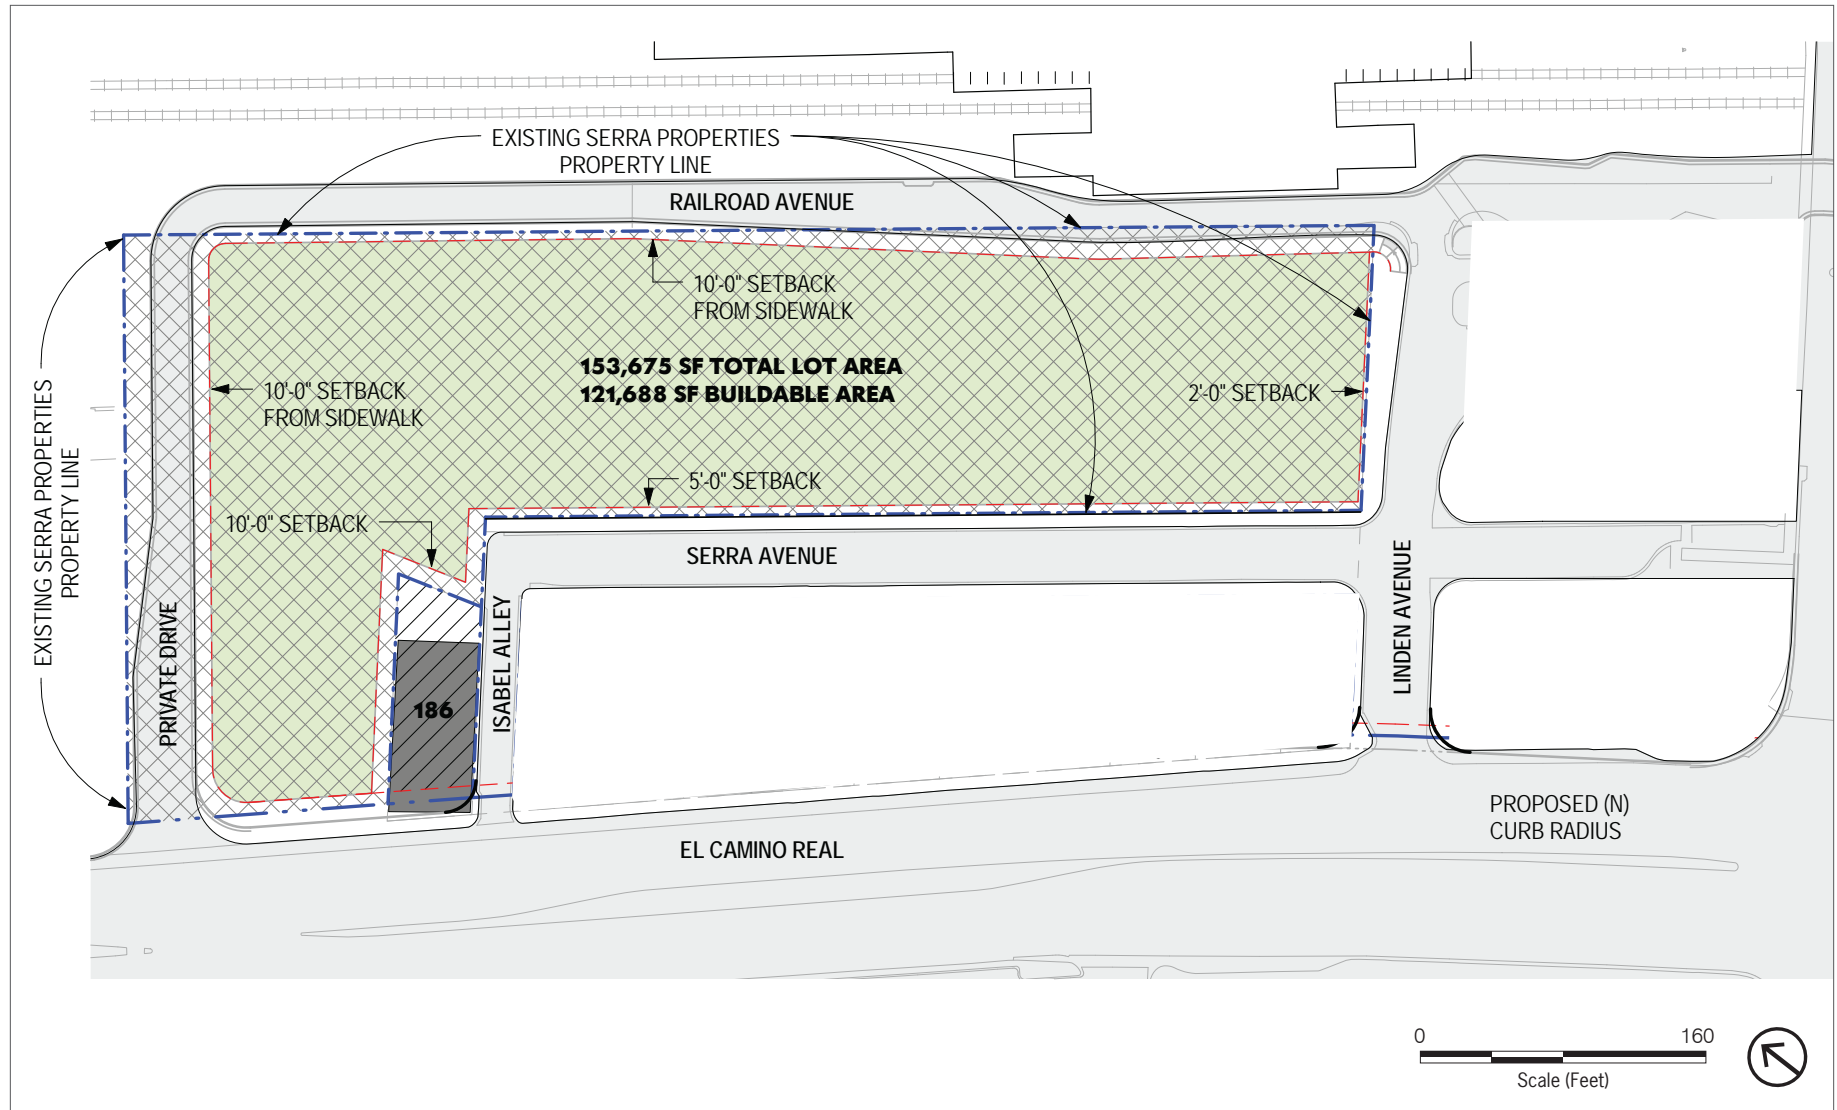 EXISTING SERRA PROPERTIES
PROPERTY LINE
RAILROAD AVENUE
10'-0" SETBACK
FROM SIDEWALK
153,675 SF TOTAL LOT AREA
121,688 SF BUILDABLE AREA
10'-0" SETBACK
FROM SIDEWALK
2'-0" SETBACK
EXISTING SERRA PROPERTIES
PROPERTY LINE
5'-0" SETBACK
10'-0" SETBACK
SERRA AVENUE
LINDEN AVENUE
PRIVATE DRIVE
ISABEL ALLEY
186
PROPOSED (N)
CURB RADIUS
EL CAMINO REAL
0 160
Scale (Feet)